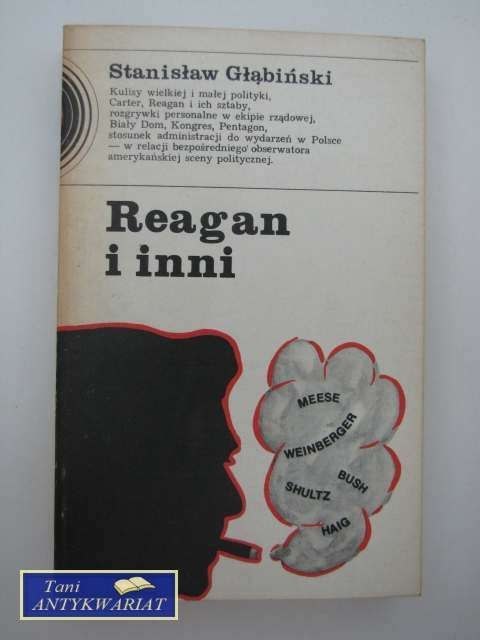 Stanisław Głąbiński
Kulisy wielkiej i małej polityki,
Carter, Reagan i ich sztaby,
rozgrywki personalne w ekipie rządowej,
Biały Dom, Kongres, Pentagon,
stosunek administracji do wydarzeń w Polsce
— w relacji bezpośredniego obserwatora
amerykańskiej sceny politycznej.
Reagan
i inni
MEESE
WEINBERGER
BUSH
SHULTZ
HAIG
Tani
ANTYKWARIAT